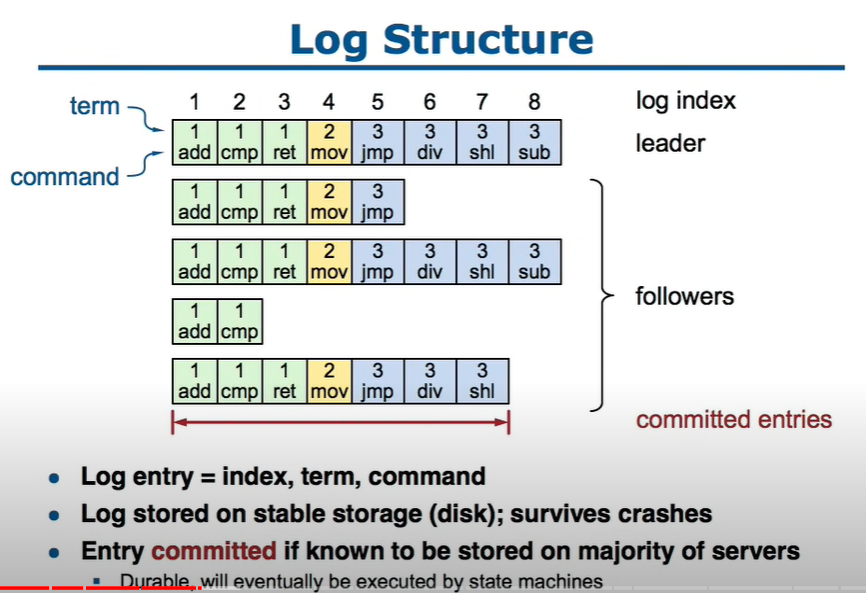 Log Structure
term
1 2 3 4 5 6 7 8 log index
1 1 1 2 3 3 3 3
add cmp ret mov jmp div shl sub leader
command
1 1 1 2 3
add cmp ret mov jmp
1 1 1 2 3 3 3 3
add cmp ret mov jmp div shl sub
followers
1 1
add cmp
1 1 1 2 3 3 3
add cmp ret mov jmp div shl
committed entries
Log entry = index, term, command
Log stored on stable storage (disk); survives crashes
Entry committed if known to be stored on majority of servers
Durable, will eventually be executed by state machines